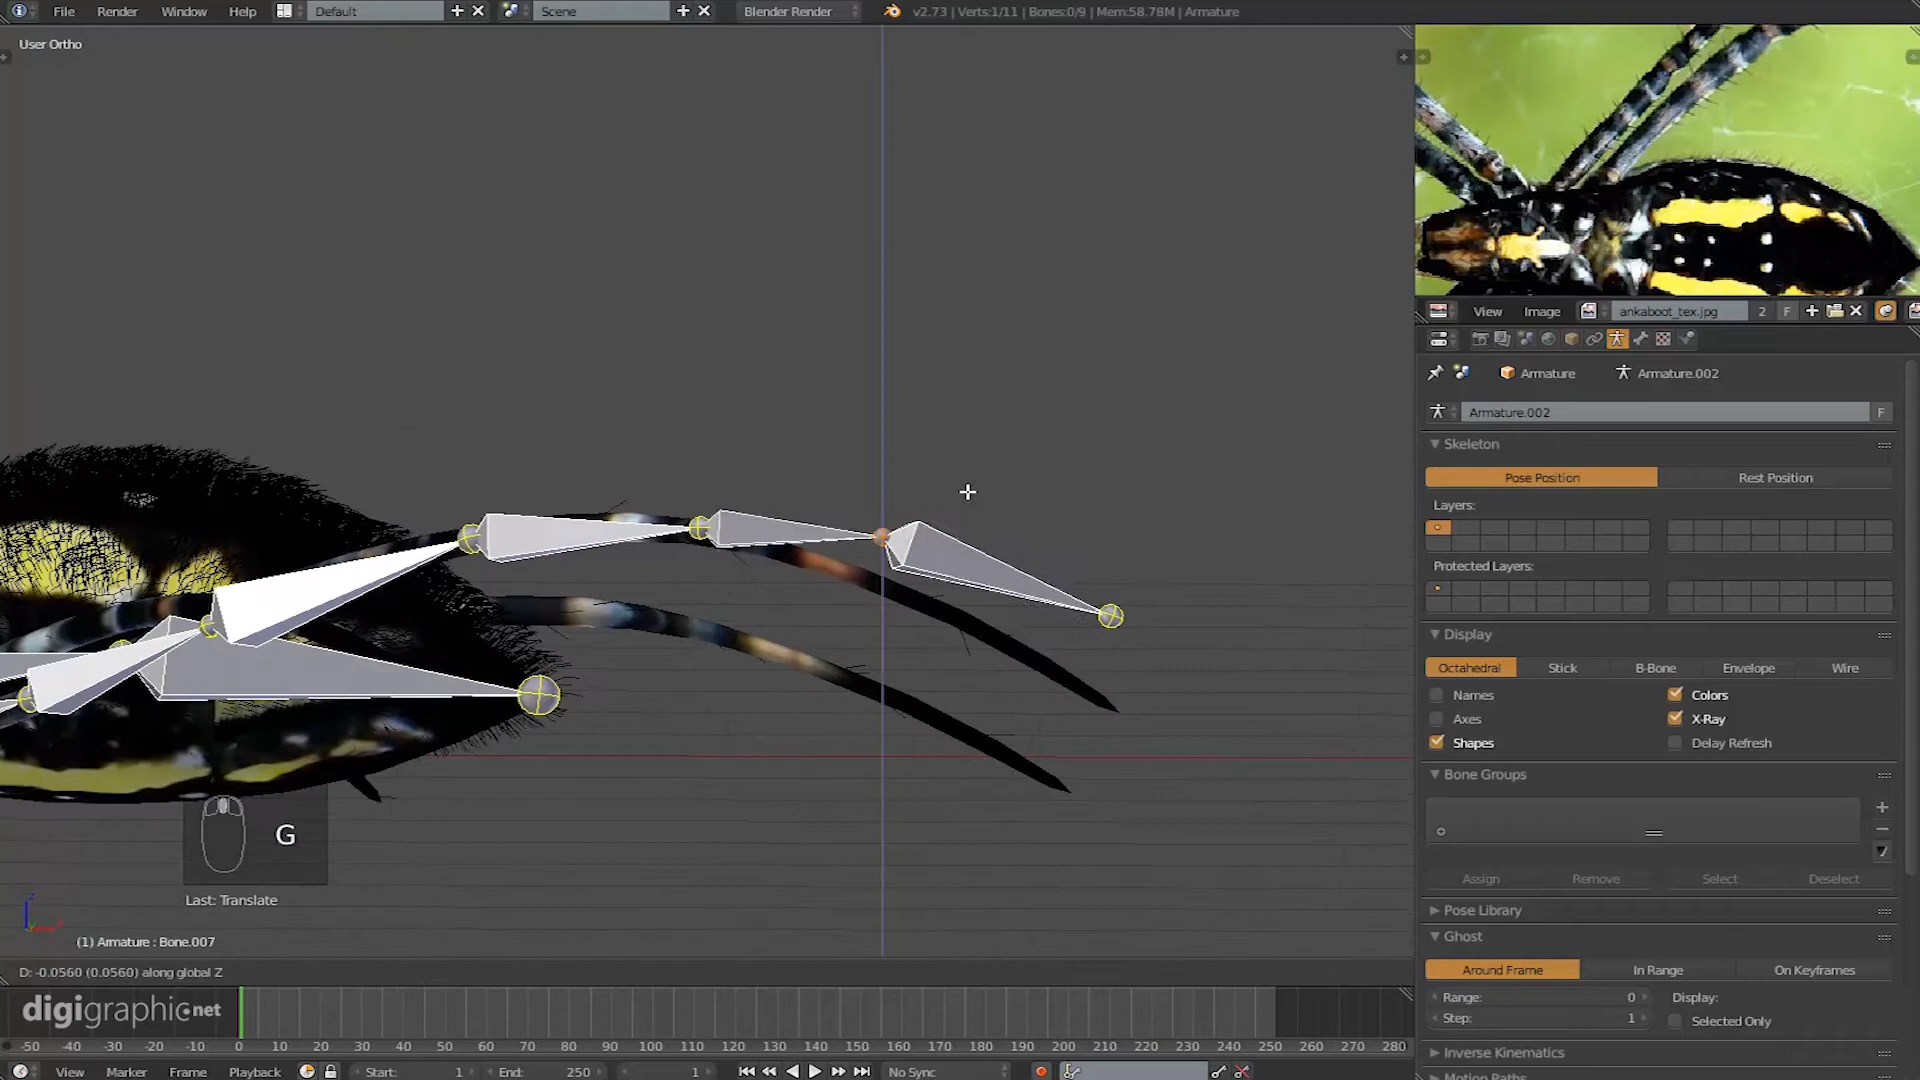 File Render Window Help Default Scene Blender Render v2.73 | Verts:1/11 | Bones:0/9 | Mem:58.78M | Armature
User Ortho
View Image ankaboot_tex.jpg 2 F
Armature Armature.002
Armature.002 F
Skeleton
Pose Position Rest Position
Layers:
Protected Layers:
Display
Octahedral Stick B-Bone Envelope Wire
Names Colors
Axes X-Ray
Shapes Delay Refresh
Bone Groups
G
Assign Remove Select Deselect
Last: Translate
Pose Library
(1) Armature : Bone.007
Ghost
D: -0.0560 (0.0560) along global Z
Around Frame In Range On Keyframes
Range: 0 Display:
Step: 1 Selected Only
digigraphic.net
-50 -40 -30 -20 -10 0 10 20 30 40 50 60 70 80 90 100 110 120 130 140 150 160 170 180 190 200 210 220 230 240 250 260 270 280
Inverse Kinematics
View Marker Frame Playback Start: 1 End: 250 1 No Sync
Motion Paths